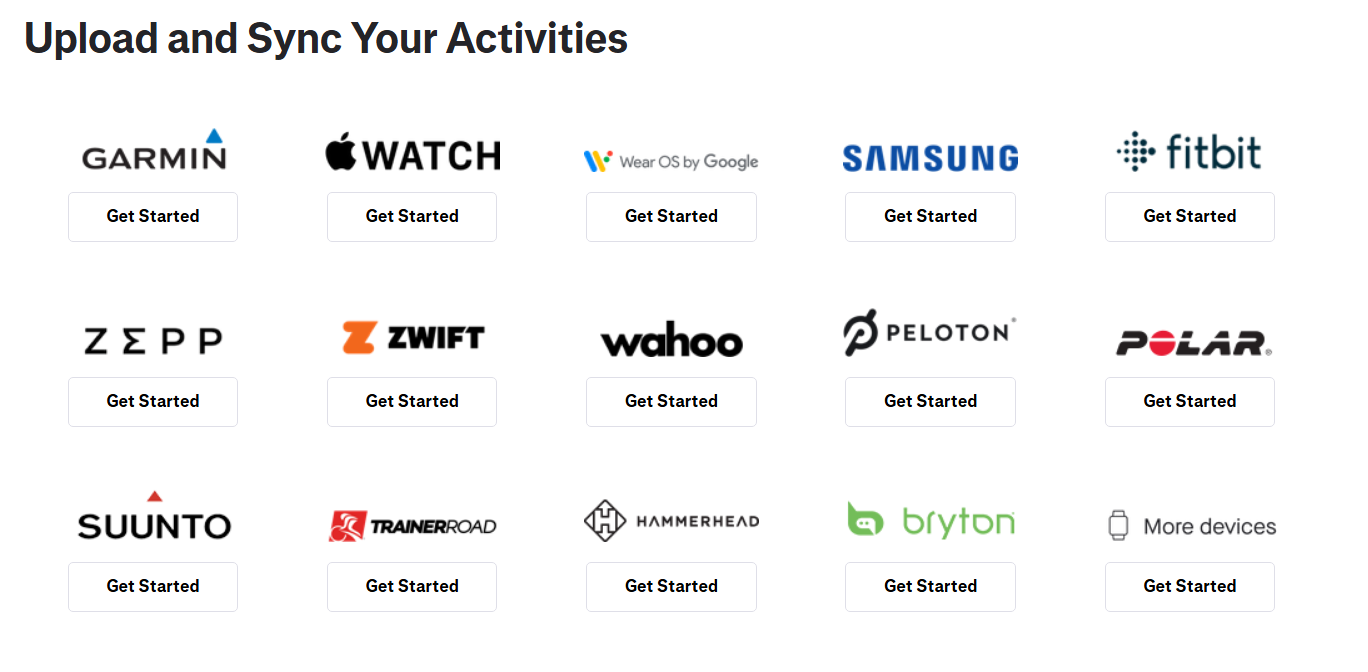 Upload and Sync Your Activities
GARMIN WATCH Wear OS by Google SAMSUNG fitbit
Get Started Get Started Get Started Get Started Get Started
ZΣPP ZWIFT wahoo PELOTON® POLAR®
Get Started Get Started Get Started Get Started Get Started
SUUNTO TRAINERROAD HAMMERHEAD bryton More devices
Get Started Get Started Get Started Get Started Get Started